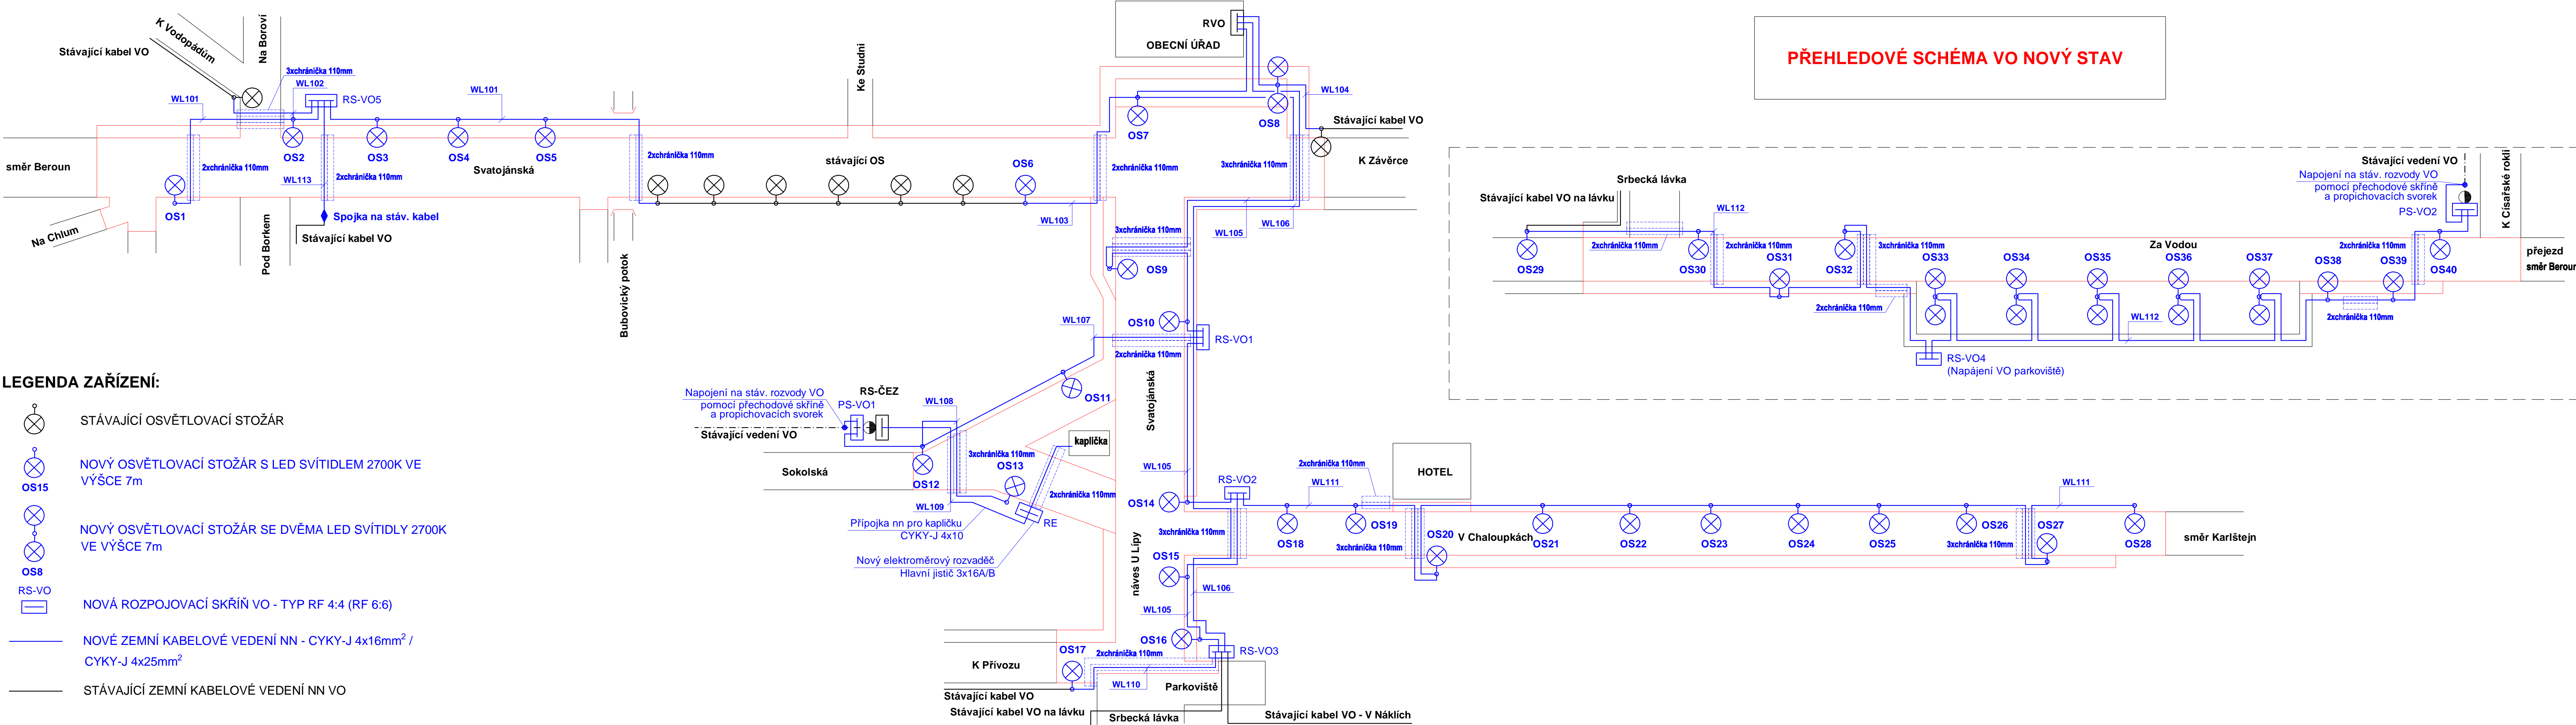 PŘEHLEDOVÉ SCHÉMA VO NOVÝ STAV
RVO
OBECNÍ ÚŘAD
K Vodopádům
Na Boroví
Stávající kabel VO
3xchránička 110mm
WL102
WL101
RS-VO5
WL101
OS2
OS3
OS4
OS5
směr Beroun
2xchránička 110mm
WL113
2xchránička 110mm
Svatojánská
OS1
Spojka na stáv. kabel
Stávající kabel VO
Na Chlum
Pod Borkem
Bubovický potok
2xchránička 110mm
Ke Studni
stávající OS
OS6
WL103
2xchránička 110mm
OS7
OS8
WL104
Stávající kabel VO
K Závěrce
3xchránička 110mm
WL105
WL106
3xchránička 110mm
OS9
OS10
RS-VO1
WL107
2xchránička 110mm
OS11
Svatojánská
Napojení na stáv. rozvody VO
pomocí přechodové skříně
a propichovacích svorek
PS-VO1
RS-ČEZ
WL108
Stávající vedení VO
Sokolská
OS12
3xchránička 110mm
OS13
kaplička
2xchránička 110mm
WL109
RE
Přípojka nn pro kapličku
CYKY-J 4x10
Nový elektroměrový rozvaděč
Hlavní jistič 3x16A/B
WL105
OS14
RS-VO2
WL111
2xchránička 110mm
HOTEL
OS18
OS19
OS20
3xchránička 110mm
3xchránička 110mm
V Chaloupkách
OS21
OS22
OS23
OS24
OS25
OS26
OS27
WL111
3xchránička 110mm
OS28
směr Karlštejn
OS15
náves U Lípy
WL106
WL105
OS16
RS-VO3
OS17
2xchránička 110mm
K Přívozu
WL110
Parkoviště
Stávající kabel VO
Stávající kabel VO na lávku
Srbecká lávka
Stávající kabel VO - V Náklích
Stávající kabel VO na lávku
Srbecká lávka
WL112
2xchránička 110mm
2xchránička 110mm
OS29
OS30
OS31
OS32
3xchránička 110mm
2xchránička 110mm
OS33
OS34
OS35
OS36
OS37
OS38
OS39
OS40
Za Vodou
2xchránička 110mm
2xchránička 110mm
WL112
RS-VO4
(Napájení VO parkoviště)
Stávající vedení VO
Napojení na stáv. rozvody VO
pomocí přechodové skříně
a propichovacích svorek
PS-VO2
K Císařské rokli
přejezd
směr Beroun
LEGENDA ZAŘÍZENÍ:
STÁVAJÍCÍ OSVĚTLOVACÍ STOŽÁR
OS15
NOVÝ OSVĚTLOVACÍ STOŽÁR S LED SVÍTIDLEM 2700K VE
VÝŠCE 7m
OS8
NOVÝ OSVĚTLOVACÍ STOŽÁR SE DVĚMA LED SVÍTIDLY 2700K
VE VÝŠCE 7m
RS-VO
NOVÁ ROZPOJOVACÍ SKŘÍŇ VO - TYP RF 4:4 (RF 6:6)
NOVÉ ZEMNÍ KABELOVÉ VEDENÍ NN - CYKY-J 4x16mm² /
CYKY-J 4x25mm²
STÁVAJÍCÍ ZEMNÍ KABELOVÉ VEDENÍ NN VO